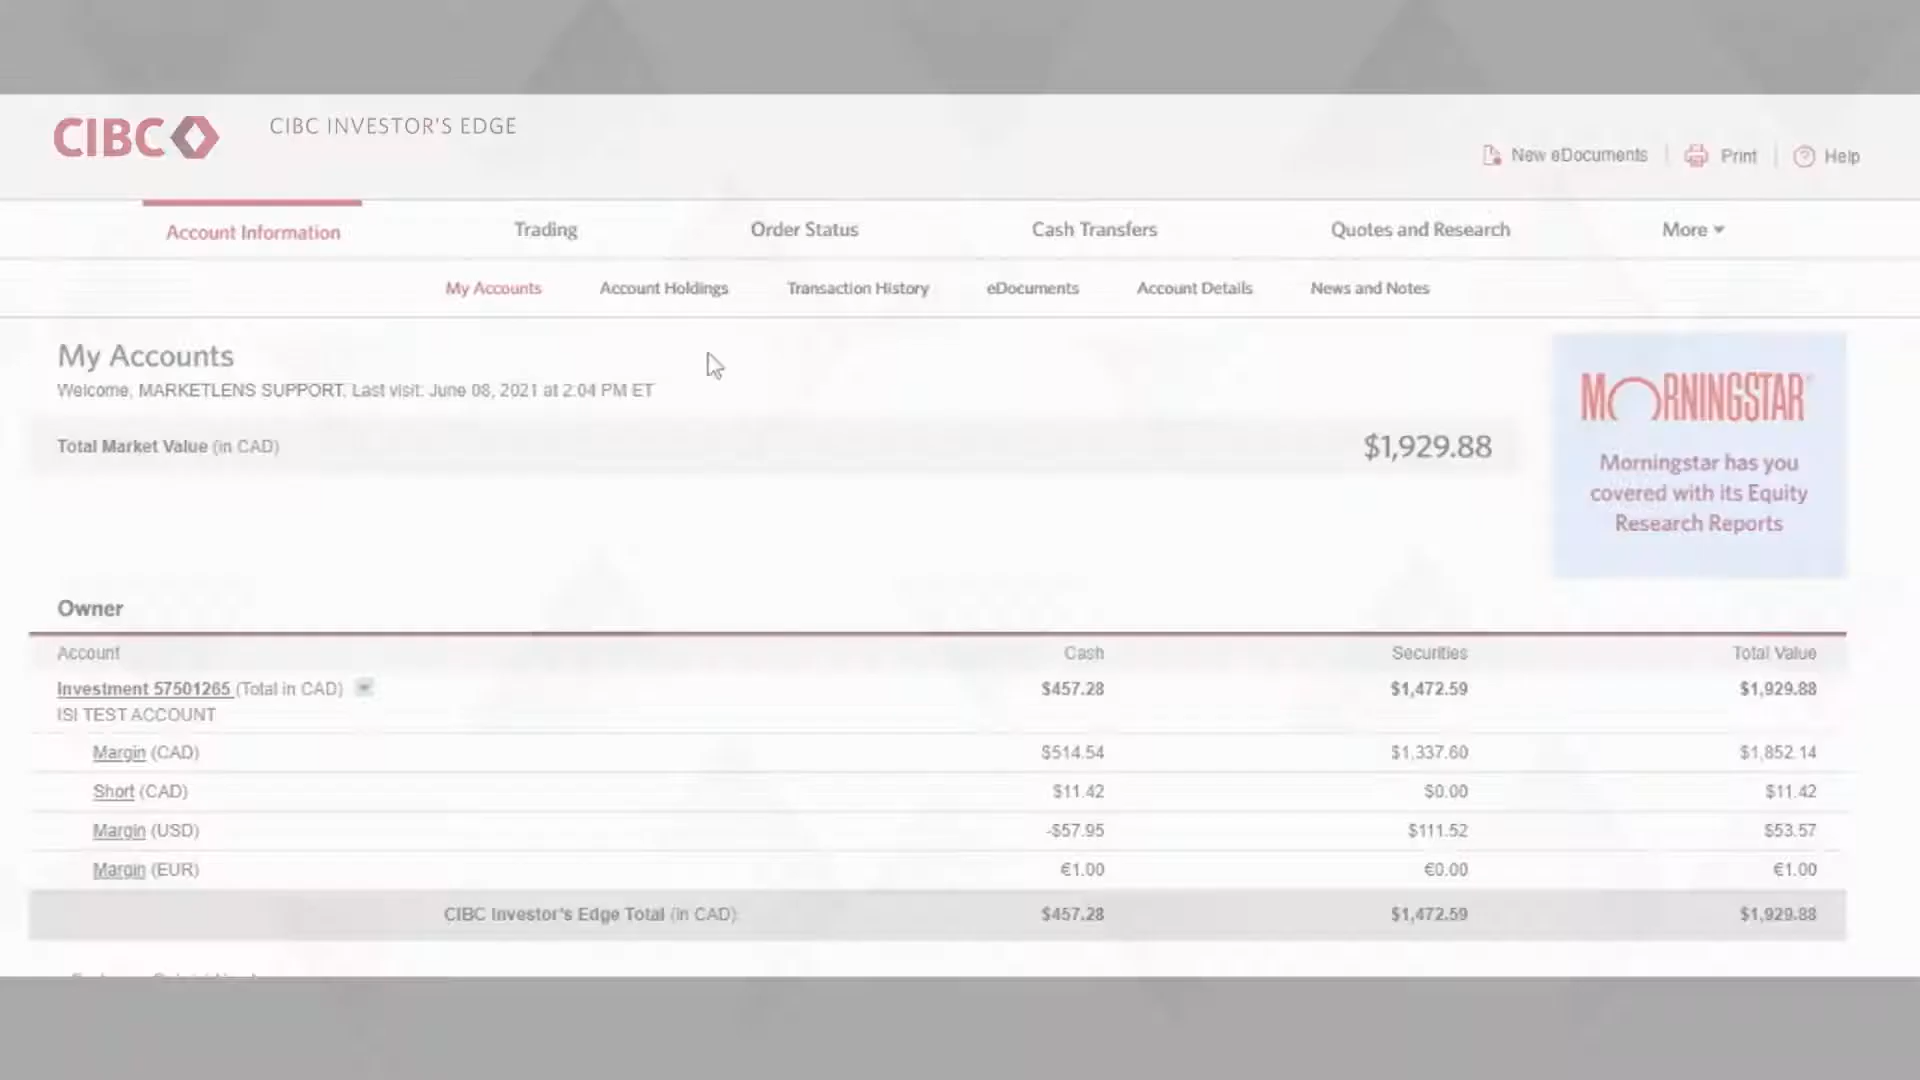 CIBC
CIBC INVESTOR'S EDGE
New eDocuments
Print
Help
Account Information
Trading
Order Status
Cash Transfers
Quotes and Research
More
My Accounts
Account Holdings
Transaction History
eDocuments
Account Details
News and Notes
My Accounts
Welcome, MARKETLENS SUPPORT. Last visit: June 08, 2021 at 2:04 PM ET
Total Market Value (in CAD)
$1,929.88
MORNINGSTAR
Morningstar has you
covered with its Equity
Research Reports
Owner
Account Cash Securities Total Value
Investment 57501265 (Total in CAD) $457.28 $1,472.59 $1,929.88
ISI TEST ACCOUNT
Margin (CAD) $514.54 $1,337.60 $1,852.14
Short (CAD) $11.42 $0.00 $11.42
Margin (USD) -$57.95 $111.52 $53.57
Margin (EUR) €1.00 €0.00 €1.00
CIBC Investor's Edge Total (in CAD) $457.28 $1,472.59 $1,929.88